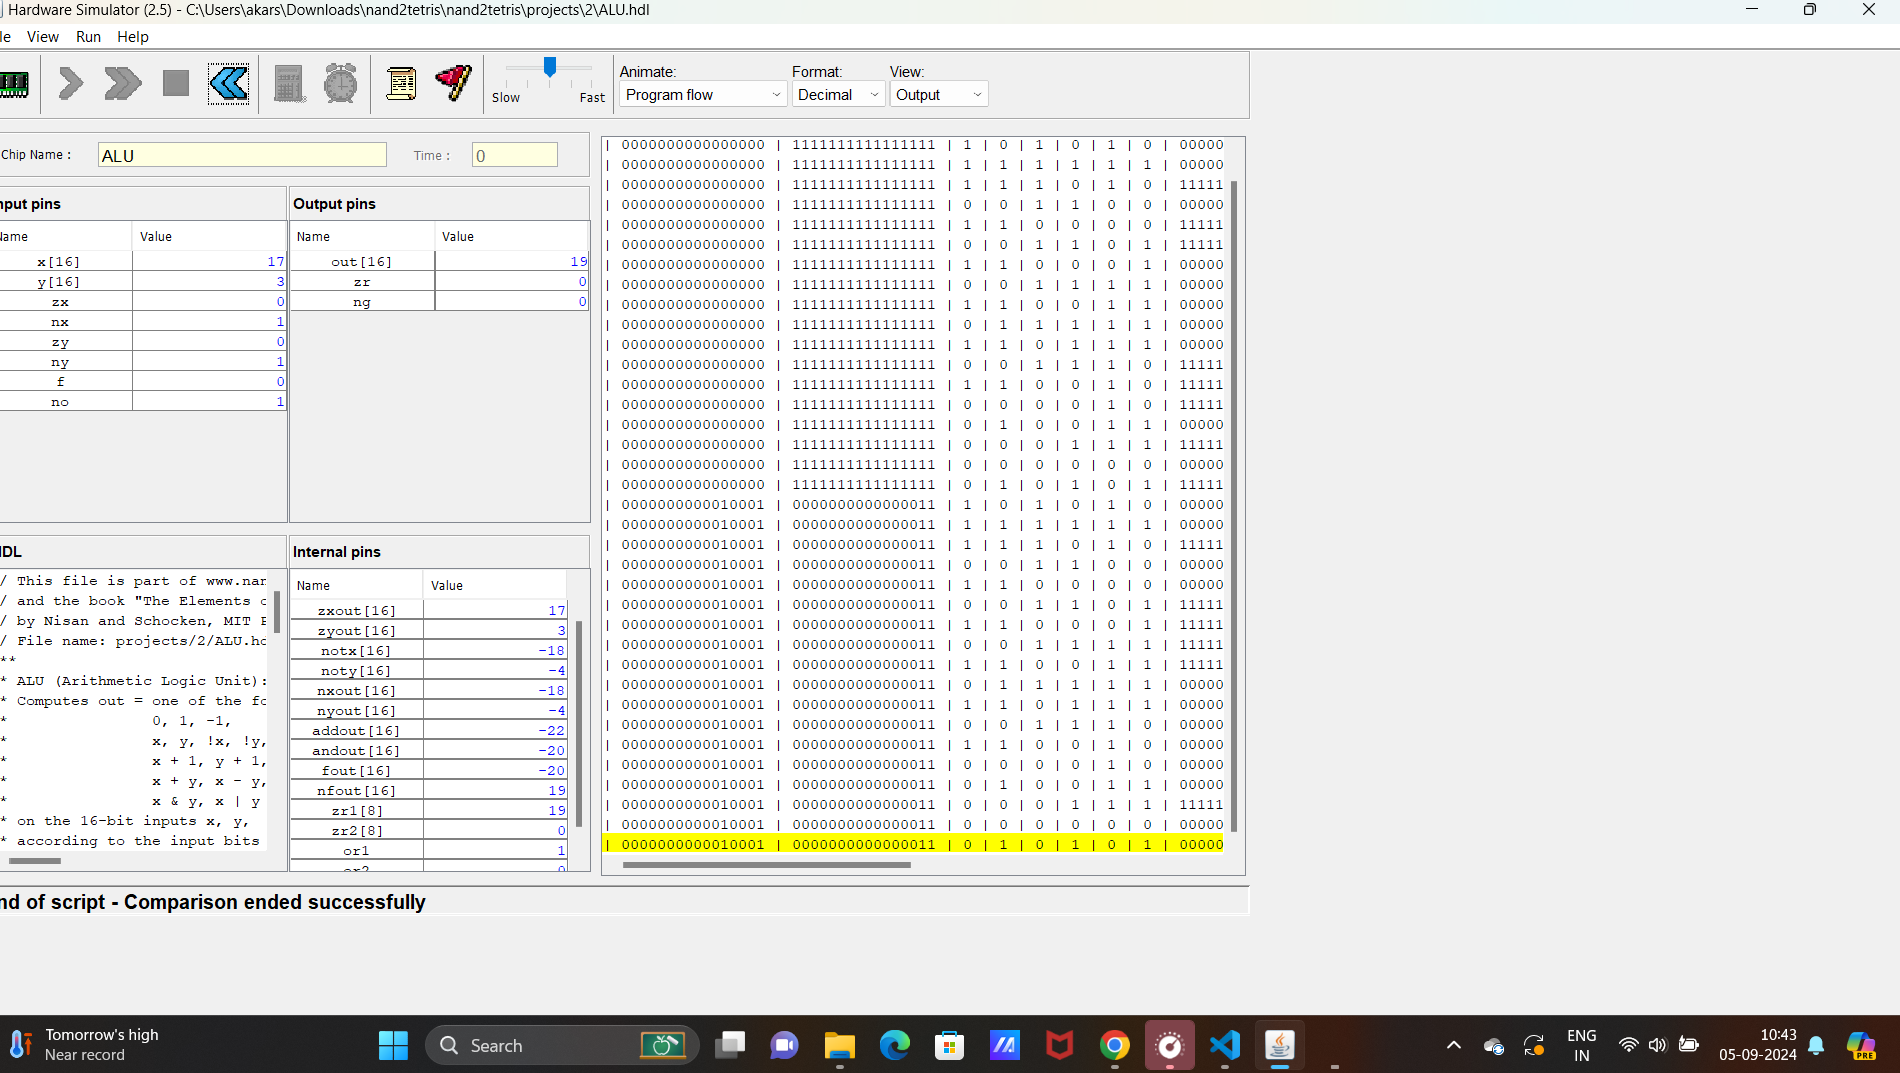 Hardware Simulator (2.5) - C:\Users\akars\Downloads\nand2tetris\nand2tetris\projects\2\ALU.hdl
le View Run Help
Slow Fast
Animate: Format: View:
Program flow Decimal Output
Chip Name : ALU Time : 0
nput pins
ame Value
x[16] 17
y[16] 3
zx 0
nx 1
zy 0
ny 1
f 0
no 1
Output pins
Name Value
out[16] 19
zr 0
ng 0
HDL
/ This file is part of www.nan
/ and the book "The Elements o
/ by Nisan and Schocken, MIT P
/ File name: projects/2/ALU.hd
**
* ALU (Arithmetic Logic Unit):
* Computes out = one of the fo
* 0, 1, -1,
* x, y, !x, !y,
* x + 1, y + 1,
* x + y, x - y,
* x & y, x | y
* on the 16-bit inputs x, y,
* according to the input bits
Internal pins
Name Value
zxout[16] 17
zyout[16] 3
notx[16] -18
noty[16] -4
nxout[16] -18
nyout[16] -4
addout[16] -22
andout[16] -20
fout[16] -20
nfout[16] 19
zr1[8] 19
zr2[8] 0
or1 1
or2 0
| 0000000000000000 | 1111111111111111 | 1 | 0 | 1 | 0 | 1 | 0 | 00000
| 0000000000000000 | 1111111111111111 | 1 | 1 | 1 | 1 | 1 | 1 | 00000
| 0000000000000000 | 1111111111111111 | 1 | 1 | 1 | 0 | 1 | 0 | 11111
| 0000000000000000 | 1111111111111111 | 0 | 0 | 1 | 1 | 0 | 0 | 00000
| 0000000000000000 | 1111111111111111 | 1 | 1 | 0 | 0 | 0 | 0 | 11111
| 0000000000000000 | 1111111111111111 | 0 | 0 | 1 | 1 | 0 | 1 | 11111
| 0000000000000000 | 1111111111111111 | 1 | 1 | 0 | 0 | 0 | 1 | 00000
| 0000000000000000 | 1111111111111111 | 0 | 0 | 1 | 1 | 1 | 1 | 00000
| 0000000000000000 | 1111111111111111 | 1 | 1 | 0 | 0 | 1 | 1 | 00000
| 0000000000000000 | 1111111111111111 | 0 | 1 | 1 | 1 | 1 | 1 | 00000
| 0000000000000000 | 1111111111111111 | 1 | 1 | 0 | 1 | 1 | 1 | 00000
| 0000000000000000 | 1111111111111111 | 0 | 0 | 1 | 1 | 1 | 0 | 11111
| 0000000000000000 | 1111111111111111 | 1 | 1 | 0 | 0 | 1 | 0 | 11111
| 0000000000000000 | 1111111111111111 | 0 | 0 | 0 | 0 | 1 | 0 | 11111
| 0000000000000000 | 1111111111111111 | 0 | 1 | 0 | 0 | 1 | 1 | 00000
| 0000000000000000 | 1111111111111111 | 0 | 0 | 0 | 1 | 1 | 1 | 11111
| 0000000000000000 | 1111111111111111 | 0 | 0 | 0 | 0 | 0 | 0 | 00000
| 0000000000000000 | 1111111111111111 | 0 | 1 | 0 | 1 | 0 | 1 | 11111
| 0000000000010001 | 0000000000000011 | 1 | 0 | 1 | 0 | 1 | 0 | 00000
| 0000000000010001 | 0000000000000011 | 1 | 1 | 1 | 1 | 1 | 1 | 00000
| 0000000000010001 | 0000000000000011 | 1 | 1 | 1 | 0 | 1 | 0 | 11111
| 0000000000010001 | 0000000000000011 | 0 | 0 | 1 | 1 | 0 | 0 | 00000
| 0000000000010001 | 0000000000000011 | 1 | 1 | 0 | 0 | 0 | 0 | 00000
| 0000000000010001 | 0000000000000011 | 0 | 0 | 1 | 1 | 0 | 1 | 11111
| 0000000000010001 | 0000000000000011 | 1 | 1 | 0 | 0 | 0 | 1 | 11111
| 0000000000010001 | 0000000000000011 | 0 | 0 | 1 | 1 | 1 | 1 | 11111
| 0000000000010001 | 0000000000000011 | 1 | 1 | 0 | 0 | 1 | 1 | 11111
| 0000000000010001 | 0000000000000011 | 0 | 1 | 1 | 1 | 1 | 1 | 00000
| 0000000000010001 | 0000000000000011 | 1 | 1 | 0 | 1 | 1 | 1 | 00000
| 0000000000010001 | 0000000000000011 | 0 | 0 | 1 | 1 | 1 | 0 | 00000
| 0000000000010001 | 0000000000000011 | 1 | 1 | 0 | 0 | 1 | 0 | 00000
| 0000000000010001 | 0000000000000011 | 0 | 0 | 0 | 0 | 1 | 0 | 00000
| 0000000000010001 | 0000000000000011 | 0 | 1 | 0 | 0 | 1 | 1 | 00000
| 0000000000010001 | 0000000000000011 | 0 | 0 | 0 | 1 | 1 | 1 | 11111
| 0000000000010001 | 0000000000000011 | 0 | 0 | 0 | 0 | 0 | 0 | 00000
| 0000000000010001 | 0000000000000011 | 0 | 1 | 0 | 1 | 0 | 1 | 00000
nd of script - Comparison ended successfully
Tomorrow's high
Near record
Search
ENG
IN
10:43
05-09-2024
PRE